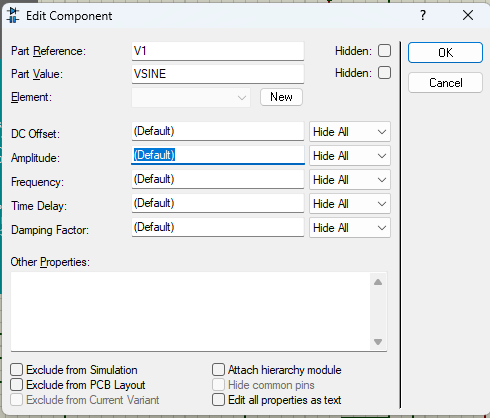 Edit Component ? ×
Part Reference: V1 Hidden: OK
Part Value: VSINE Hidden: Cancel
Element: New
DC Offset: (Default) Hide All
Amplitude: (Default) Hide All
Frequency: (Default) Hide All
Time Delay: (Default) Hide All
Damping Factor: (Default) Hide All
Other Properties:
Exclude from Simulation Attach hierarchy module
Exclude from PCB Layout Hide common pins
Exclude from Current Variant Edit all properties as text